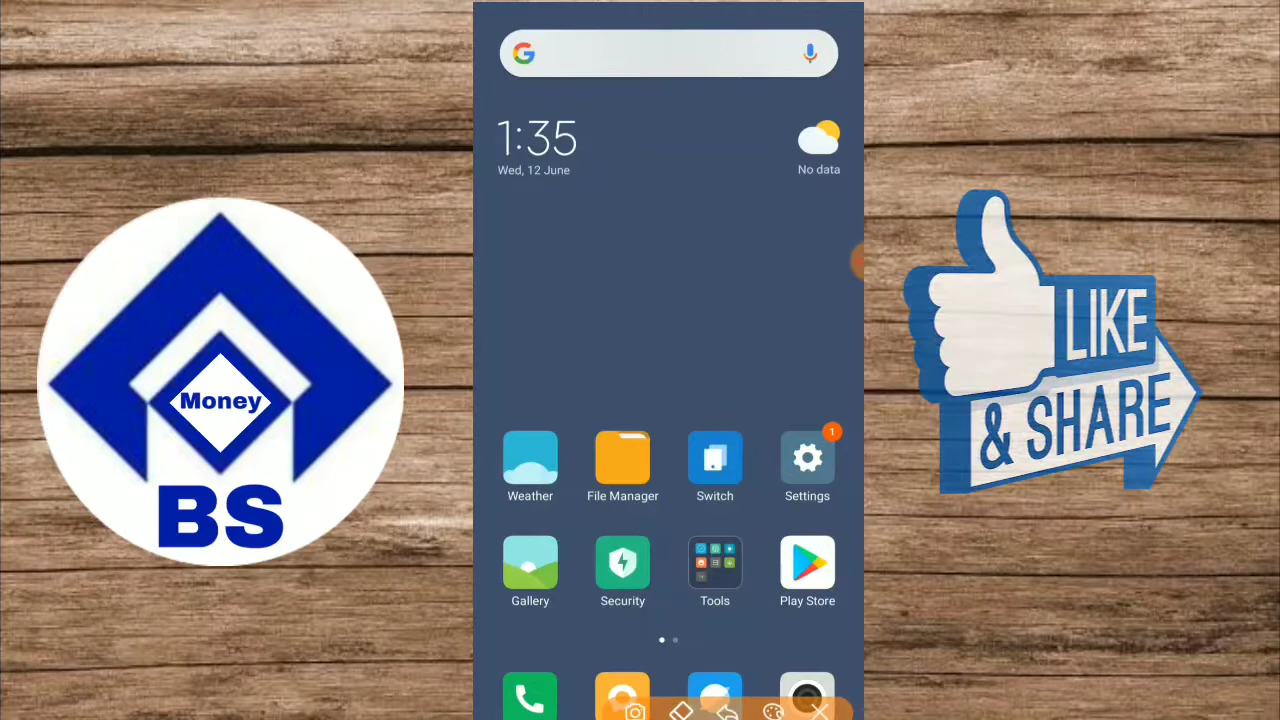 1:35
Wed, 12 June
No data
Money
BS
LIKE
& SHARE
1
Weather
File Manager
Switch
Settings
Gallery
Security
Tools
Play Store